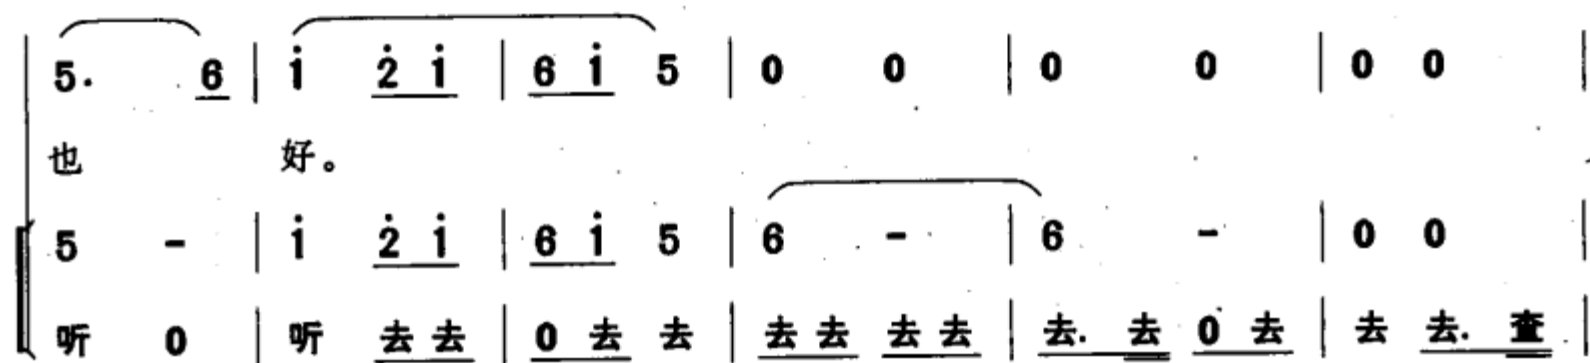 5. 6 | i̇ 2̇ i̇ | 6 i̇ 5 | 0 0 | 0 0 | 0 0 |
也 好。
5 - | i̇ 2̇ i̇ | 6 i̇ 5 | 6 - | 6 - | 0 0 |
听 0 | 听 去 去 | 0 去 去 | 去 去 去 去 | 去. 去 0 去 | 去 去. 查 |